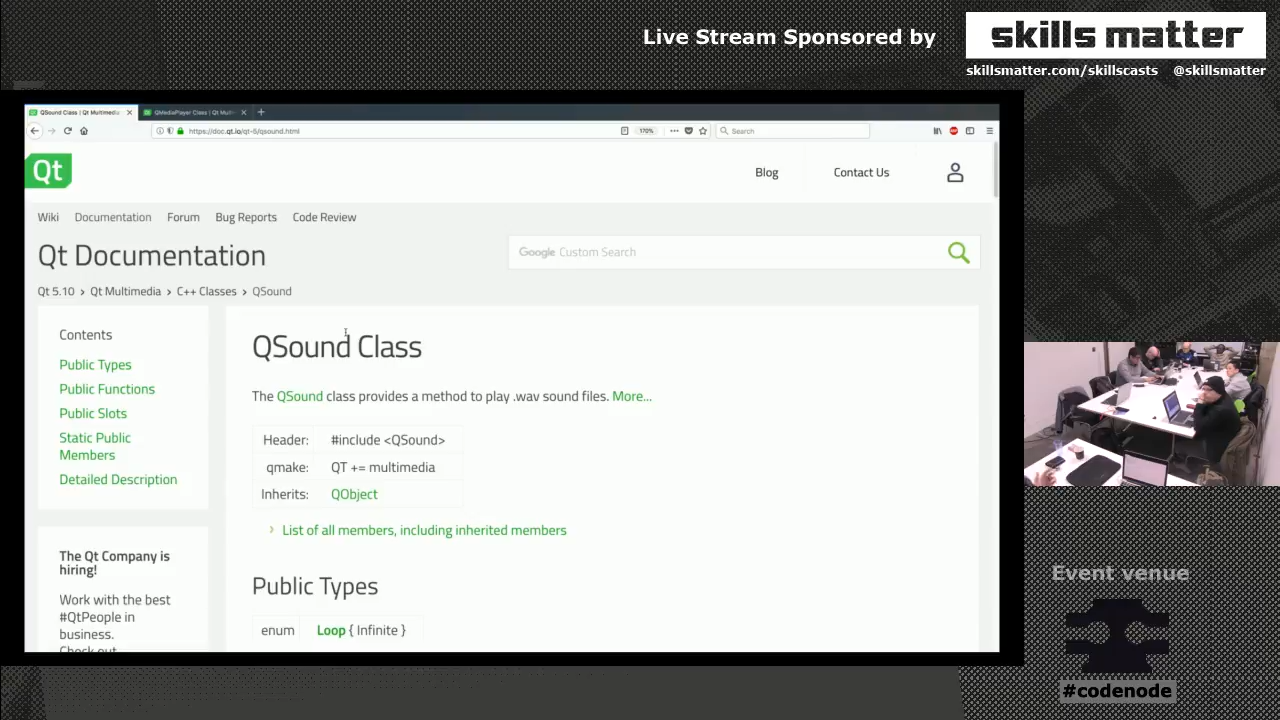 Live Stream Sponsored by
skills matter
skillsmatter.com/skillscasts @skillsmatter
QSound Class | Qt Multimedia
QMediaPlayer Class | Qt Mult
https://doc.qt.io/qt-5/qsound.html
170%
Search
Qt
Blog
Contact Us
Wiki Documentation Forum Bug Reports Code Review
Qt Documentation
Google Custom Search
Qt 5.10 › Qt Multimedia › C++ Classes › QSound
Contents
Public Types
Public Functions
Public Slots
Static Public
Members
Detailed Description
The Qt Company is
hiring!
Work with the best
#QtPeople in
business.
Check out
QSound Class
The QSound class provides a method to play .wav sound files. More...
Header: #include <QSound>
qmake: QT += multimedia
Inherits: QObject
› List of all members, including inherited members
Public Types
enum Loop { Infinite }
Event venue
#codenode